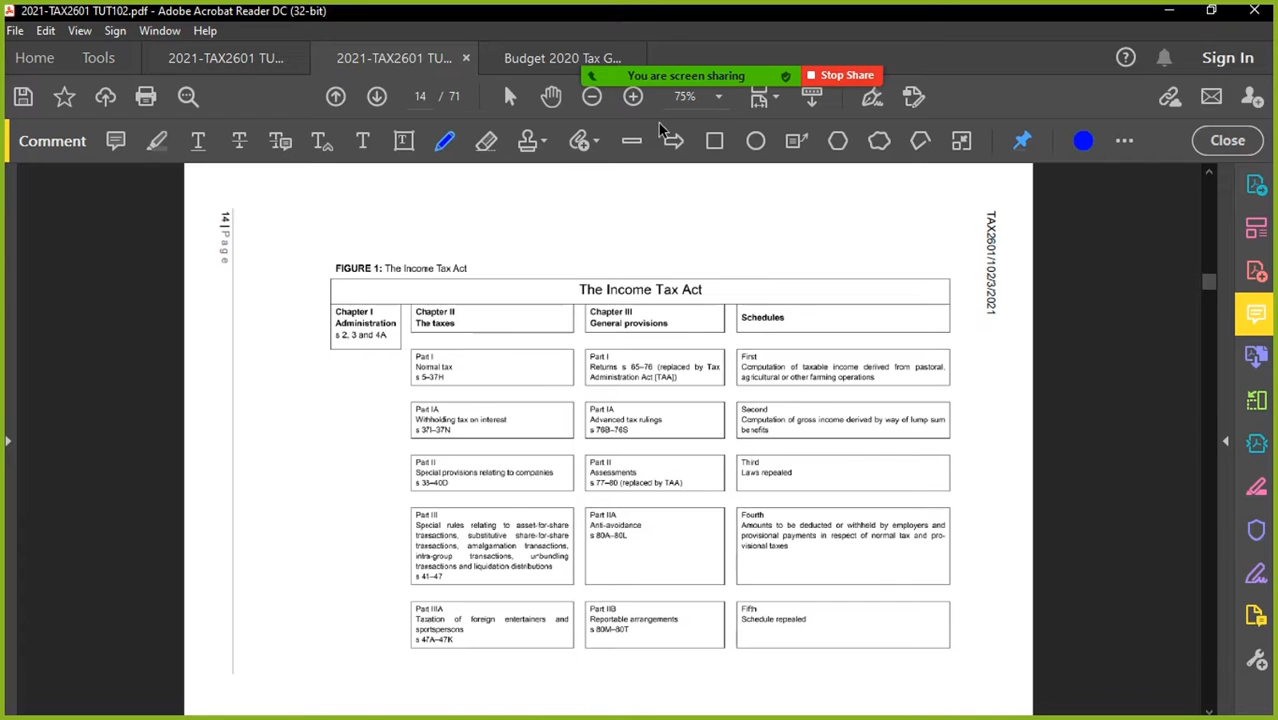 2021-TAX2601 TUT102.pdf - Adobe Acrobat Reader DC (32-bit)
File Edit View Sign Window Help
Home Tools 2021-TAX2601 TU... 2021-TAX2601 TU... × Budget 2020 Tax G... Sign In
You are screen sharing Stop Share
14 / 71 75%
Comment Close
14 | Page
TAX2601/102/3/2021
FIGURE 1: The Income Tax Act
The Income Tax Act
Chapter I
Administration
s 2, 3 and 4A
Chapter II
The taxes
Chapter III
General provisions
Schedules
Part I
Normal tax
s 5–37H
Part I
Returns s 65–76 (replaced by Tax
Administration Act [TAA])
First
Computation of taxable income derived from pastoral,
agricultural or other farming operations
Part IA
Withholding tax on interest
s 37I–37N
Part IA
Advanced tax rulings
s 76B–76S
Second
Computation of gross income derived by way of lump sum
benefits
Part II
Special provisions relating to companies
s 38–40D
Part II
Assessments
s 77–80 (replaced by TAA)
Third
Laws repealed
Part III
Special rules relating to asset-for-share
transactions, substitutive share-for-share
transactions, amalgamation transactions,
intra-group transactions, unbundling
transactions and liquidation distributions
s 41–47
Part IIA
Anti-avoidance
s 80A–80L
Fourth
Amounts to be deducted or withheld by employers and
provisional payments in respect of normal tax and pro-
visional taxes
Part IIIA
Taxation of foreign entertainers and
sportspersons
s 47A–47K
Part IIB
Reportable arrangements
s 80M–80T
Fifth
Schedule repealed